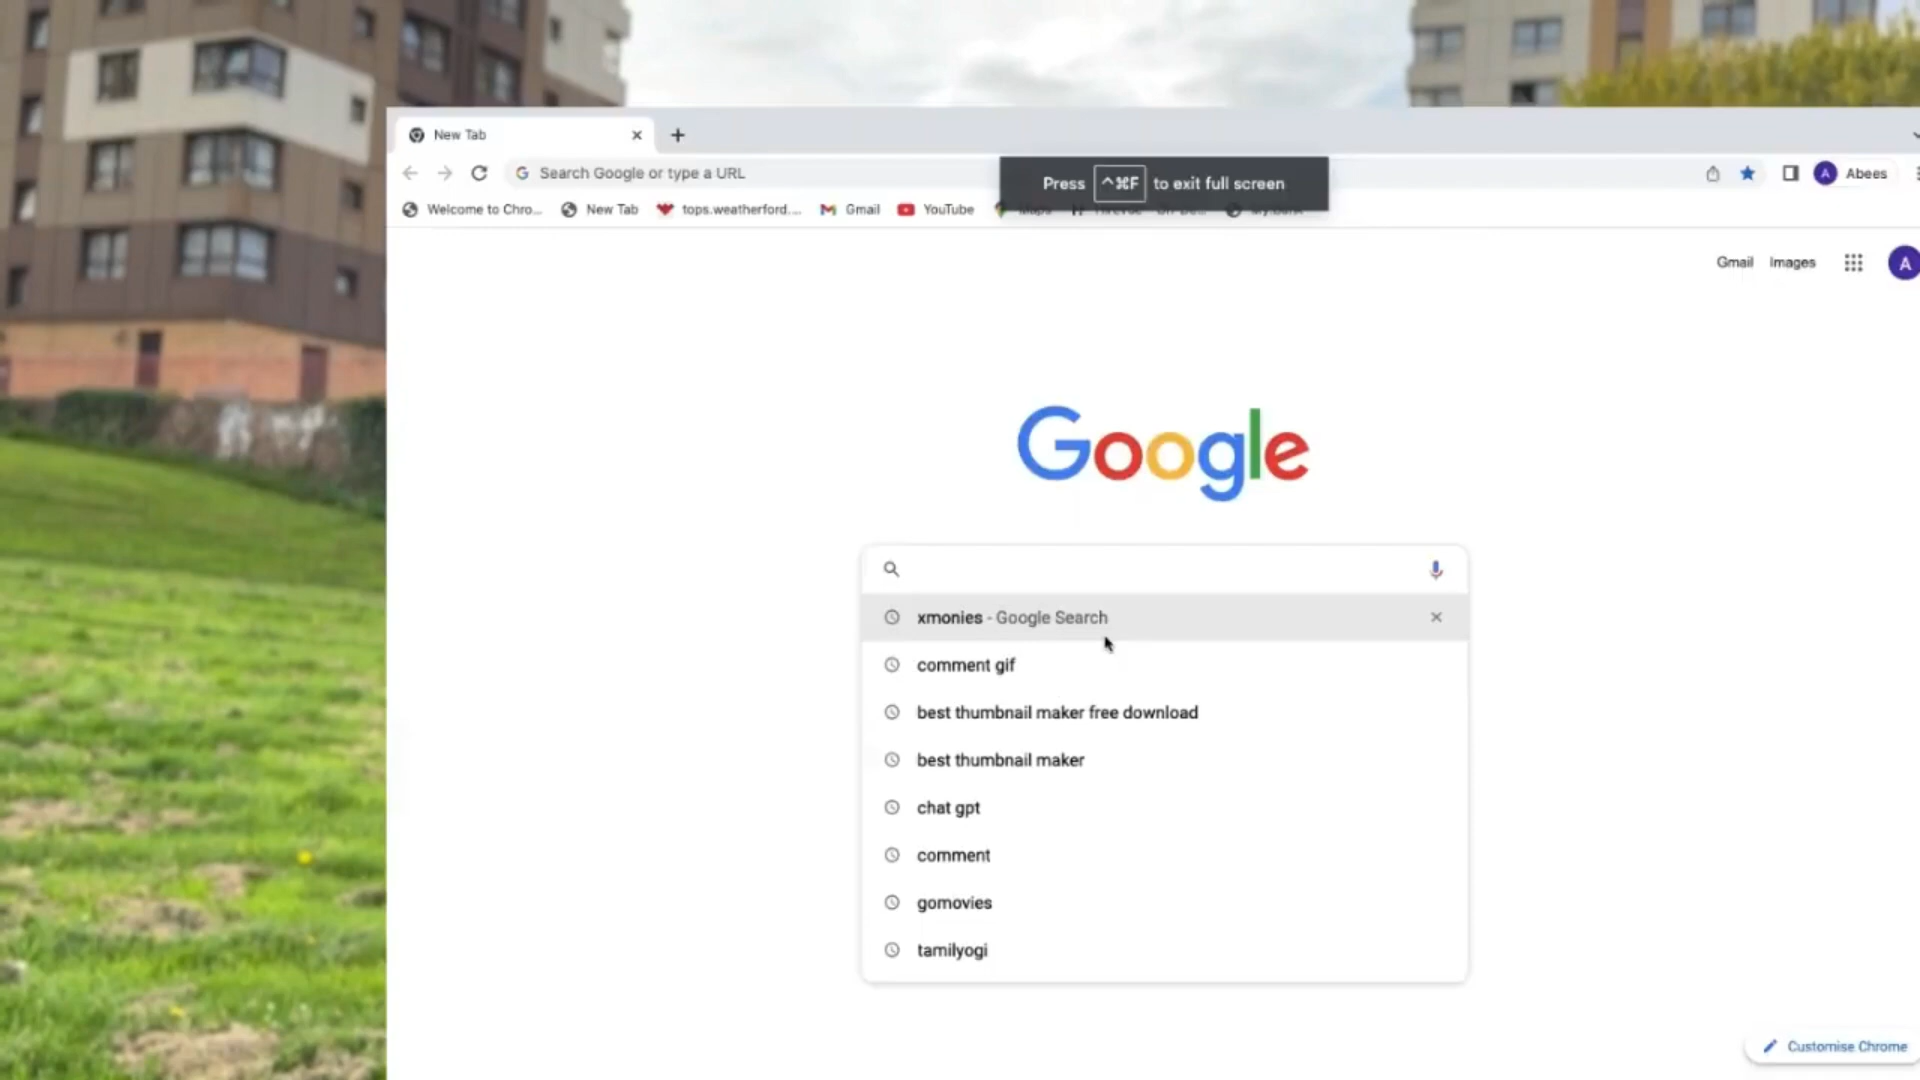 New Tab
Search Google or type a URL
Press ^⌘F to exit full screen
Abees
Welcome to Chro...
New Tab
tops.weatherford....
Gmail
YouTube
Maps
Gmail
Images
A
Google
xmonies - Google Search
comment gif
best thumbnail maker free download
best thumbnail maker
chat gpt
comment
gomovies
tamilyogi
Customise Chrome